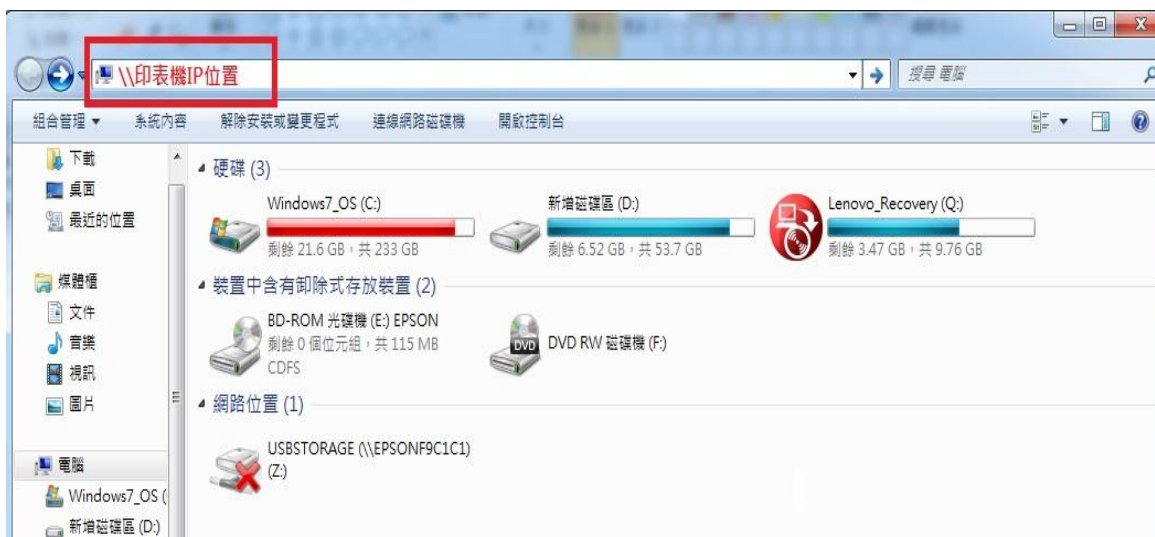 \\印表機IP位置
搜尋 電腦
組合管理 ▼ 系統內容 解除安裝或變更程式 連線網路磁碟機 開啟控制台
下載
桌面
最近的位置
媒體櫃
文件
音樂
視訊
圖片
電腦
Windows7_OS (
新增磁碟區 (D:)
硬碟 (3)
Windows7_OS (C:)
剩餘 21.6 GB，共 233 GB
新增磁碟區 (D:)
剩餘 6.52 GB，共 53.7 GB
Lenovo_Recovery (Q:)
剩餘 3.47 GB，共 9.76 GB
裝置中含有卸除式存放裝置 (2)
BD-ROM 光碟機 (E:) EPSON
剩餘 0 個位元組，共 115 MB
CDFS
DVD
DVD RW 磁碟機 (F:)
網路位置 (1)
USBSTORAGE (\\EPSONF9C1C1)
(Z:)